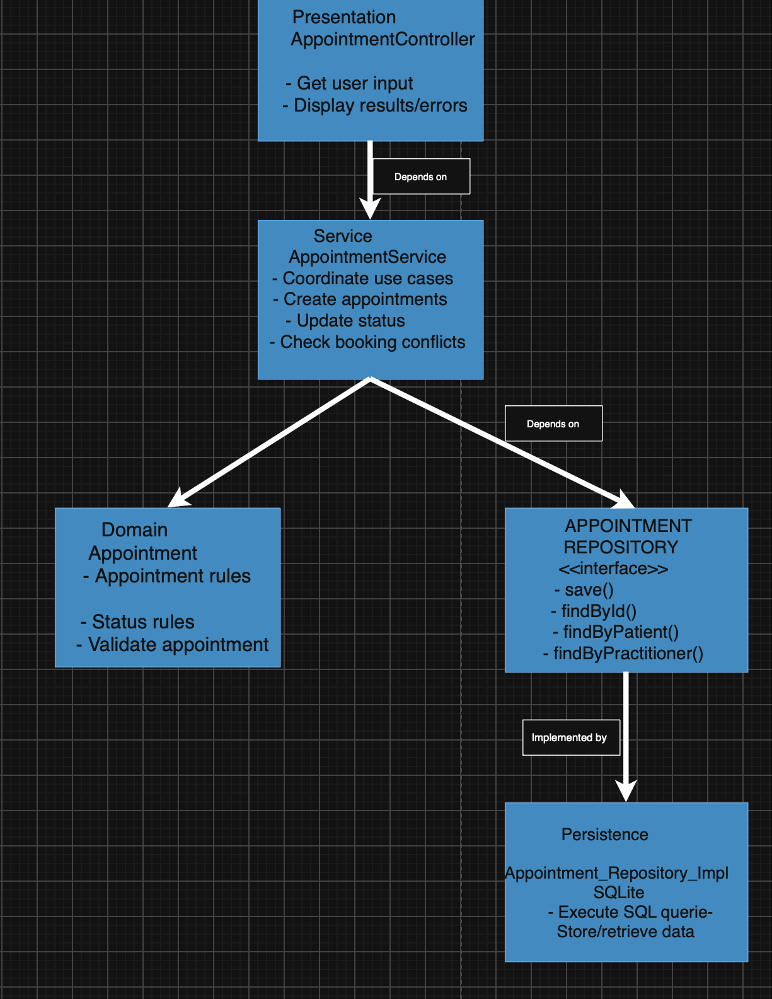 Presentation
AppointmentController
- Get user input
- Display results/errors
Depends on
Service
AppointmentService
- Coordinate use cases
- Create appointments
- Update status
- Check booking conflicts
Depends on
Domain
Appointment
- Appointment rules
- Status rules
- Validate appointment
APPOINTMENT
REPOSITORY
<<interface>>
- save()
- findById()
- findByPatient()
- findByPractitioner()
Implemented by
Persistence
Appointment_Repository_Impl
SQLite
- Execute SQL querie-
Store/retrieve data